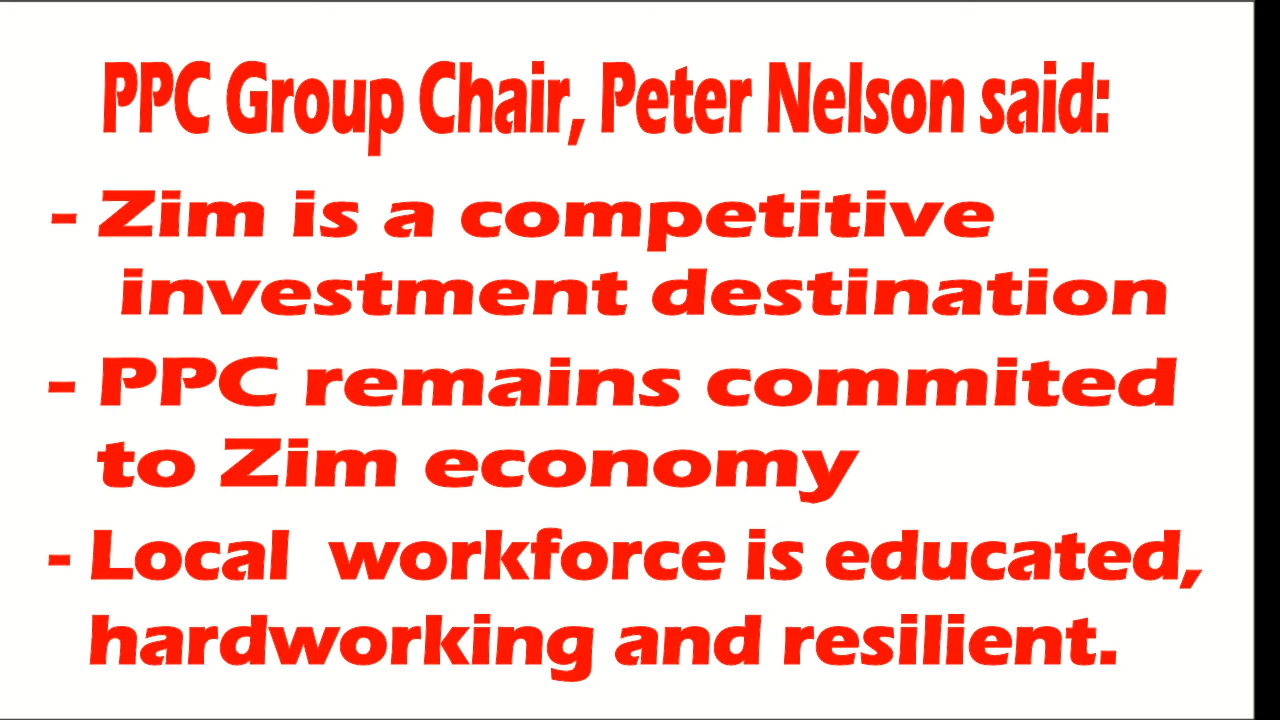 PPC Group Chair, Peter Nelson said:
- Zim is a competitive
investment destination
- PPC remains commited
to Zim economy
- Local workforce is educated,
hardworking and resilient.